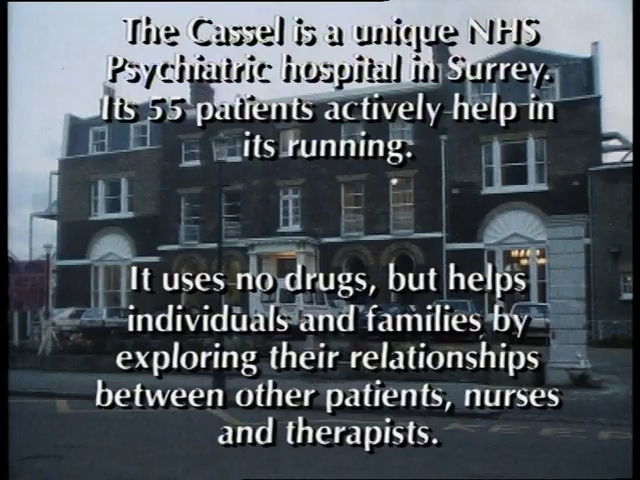 The Cassel is a unique NHS
Psychiatric hospital in Surrey.
Its 55 patients actively help in
its running.
It uses no drugs, but helps
individuals and families by
exploring their relationships
between other patients, nurses
and therapists.